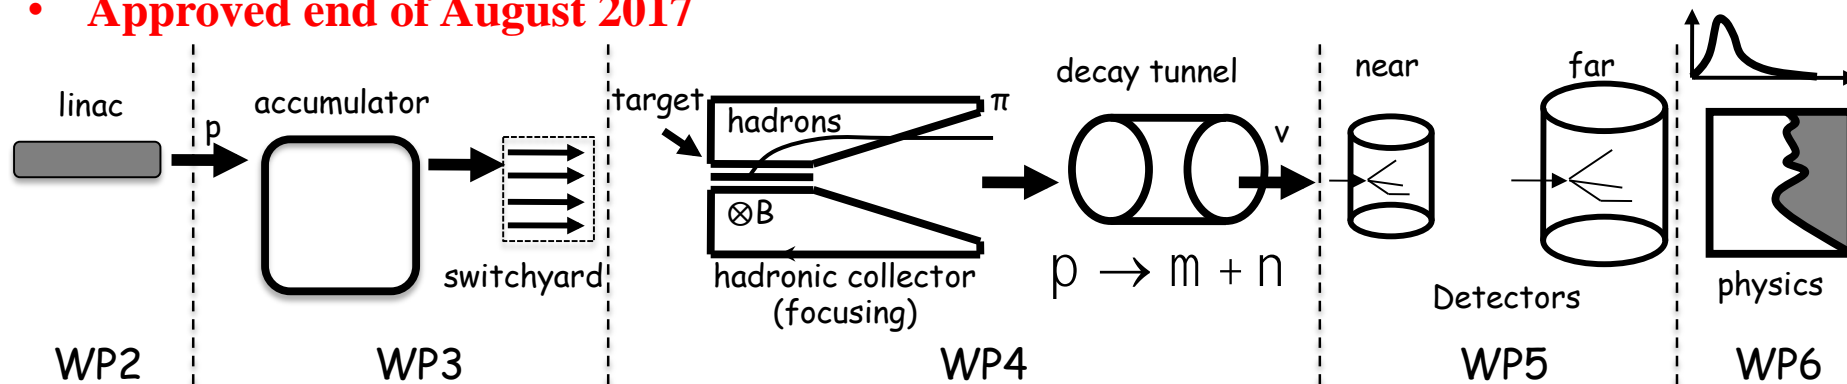 • Approved end of August 2017
linac
p
accumulator
switchyard
target
hadrons
π
⊗B
hadronic collector
(focusing)
decay tunnel
p → m + n
ν
near
far
Detectors
physics
WP2
WP3
WP4
WP5
WP6